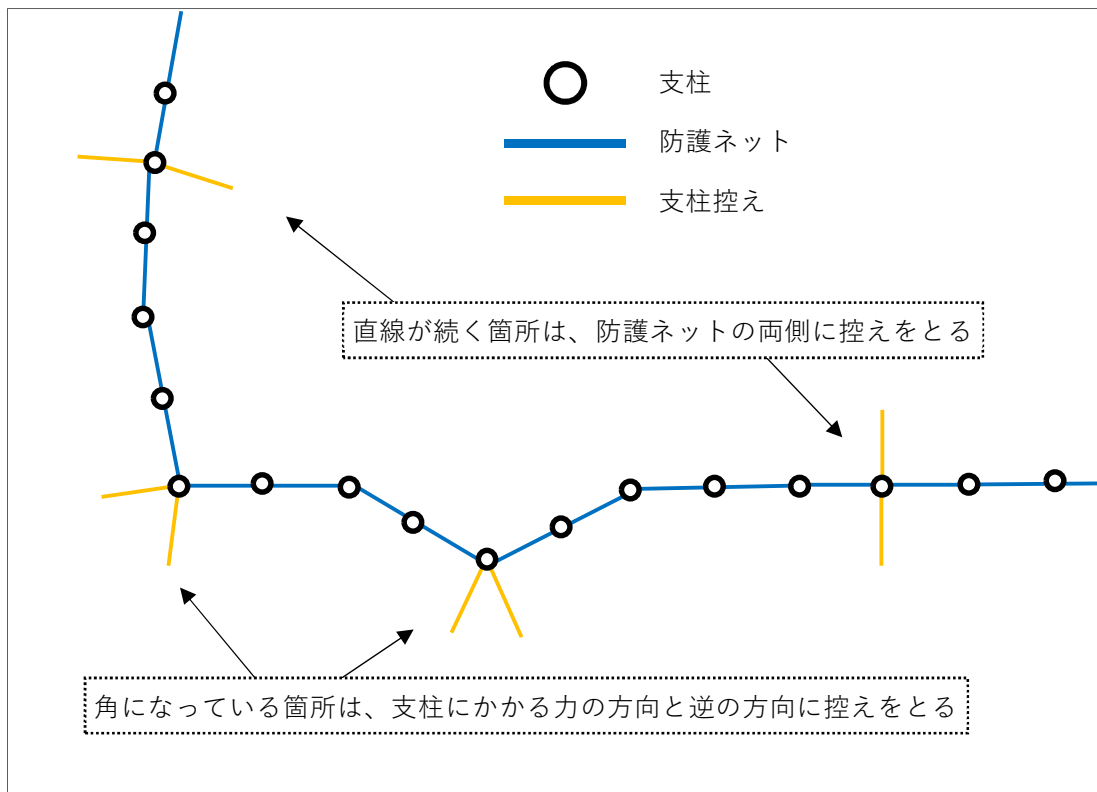 支柱
防護ネット
支柱控え
直線が続く箇所は、防護ネットの両側に控えをとる
角になっている箇所は、支柱にかかる力の方向と逆の方向に控えをとる